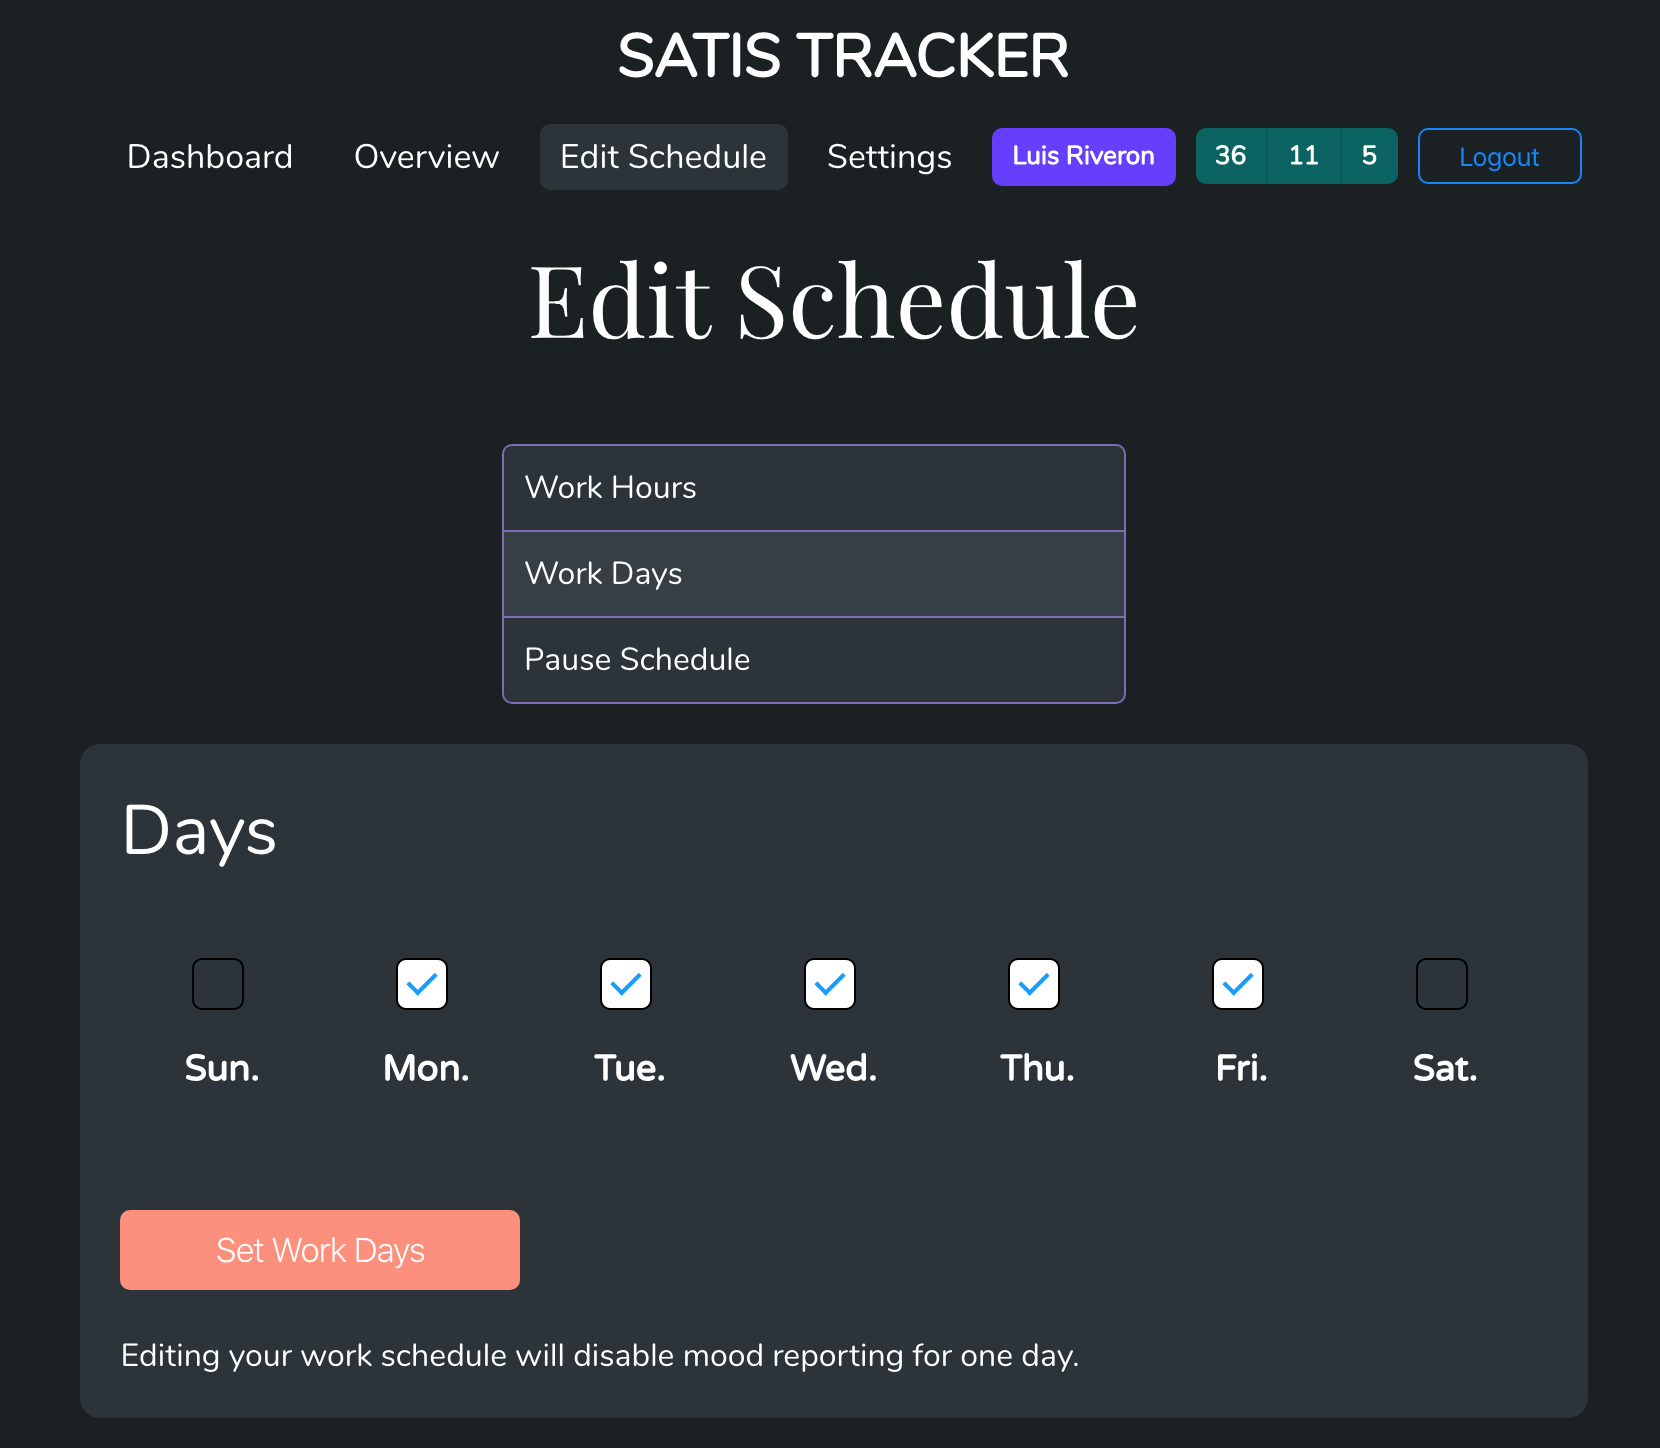 SATIS TRACKER
Dashboard Overview Edit Schedule Settings Luis Riveron 36 11 5 Logout
Edit Schedule
Work Hours
Work Days
Pause Schedule
Days
Sun. Mon. Tue. Wed. Thu. Fri. Sat.
Set Work Days
Editing your work schedule will disable mood reporting for one day.